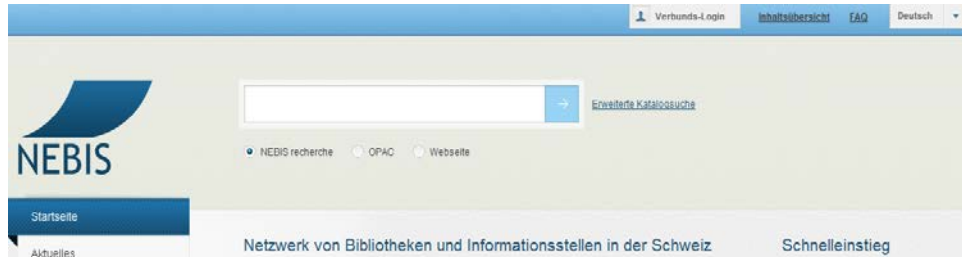 Verbunds-Login Inhaltsübersicht FAQ Deutsch
Erweiterte Katalogsuche
NEBIS recherche OPAC Webseite
NEBIS
Startseite
Aktuelles
Netzwerk von Bibliotheken und Informationsstellen in der Schweiz
Schnelleinstieg